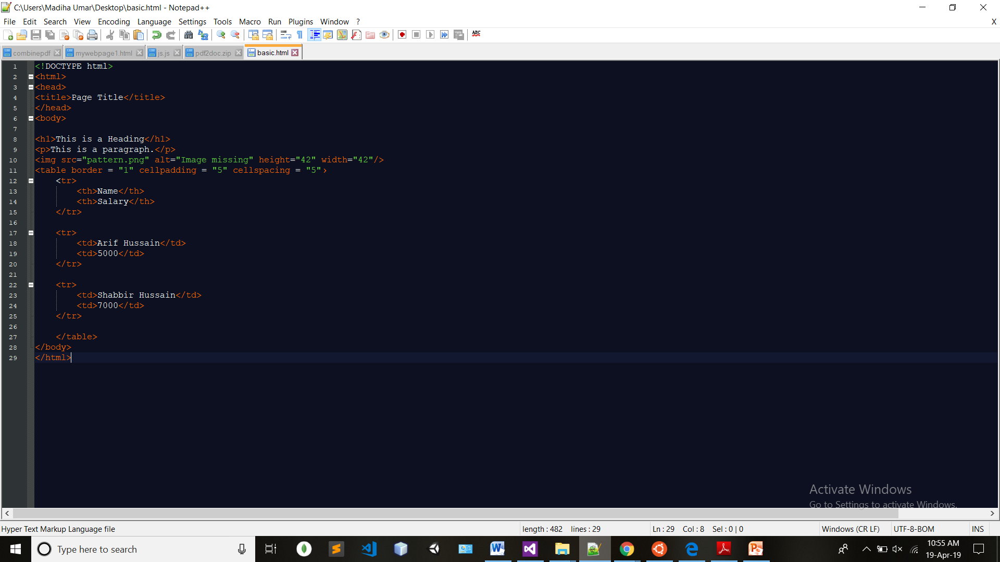 C:\Users\Madiha Umar\Desktop\basic.html - Notepad++
File Edit Search View Encoding Language Settings Tools Macro Run Plugins Window ? X
ABC
combinepdf mywebpage1.html js.js pdf2doc.zip basic.html
1 <!DOCTYPE html>
2 <html>
3 <head>
4 <title>Page Title</title>
5 </head>
6 <body>
7
8 <h1>This is a Heading</h1>
9 <p>This is a paragraph.</p>
10 <img src="pattern.png" alt="Image missing" height="42" width="42"/>
11 <table border = "1" cellpadding = "5" cellspacing = "5"›
12     <tr>
13         <th>Name</th>
14         <th>Salary</th>
15     </tr>
16
17     <tr>
18         <td>Arif Hussain</td>
19         <td>5000</td>
20     </tr>
21
22     <tr>
23         <td>Shabbir Hussain</td>
24         <td>7000</td>
25     </tr>
26
27     </table>
28 </body>
29 </html>
Activate Windows
Go to Settings to activate Windows.
Hyper Text Markup Language file length : 482 lines : 29 Ln : 29 Col : 8 Sel : 0 | 0 Windows (CR LF) UTF-8-BOM INS
Type here to search
10:55 AM
19-Apr-19